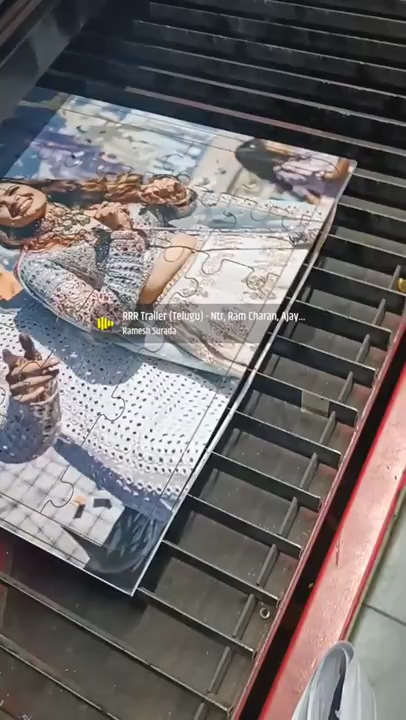 RRR Trailer (Telugu) - Ntr, Ram Charan, Ajay...
Ramesh Surada